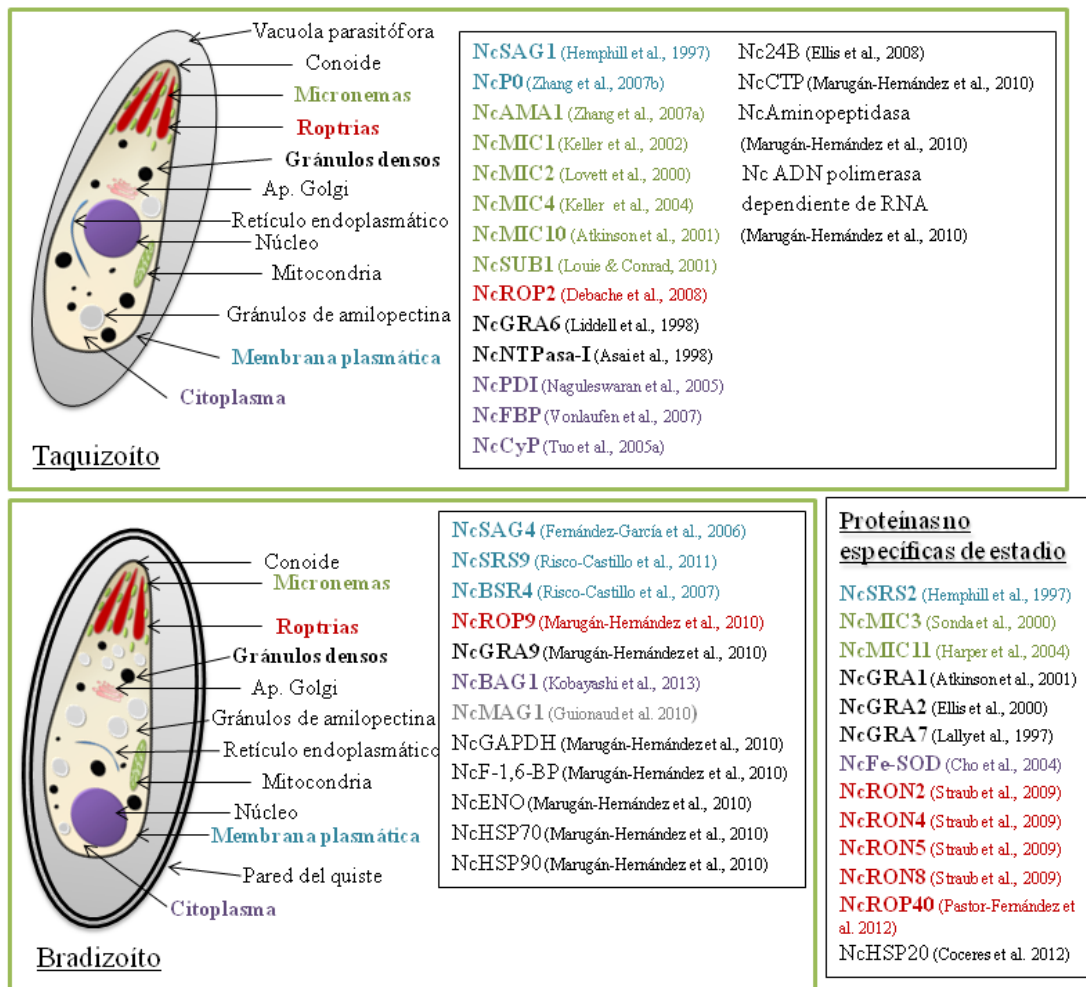 Vacuola parasitófora
Conoide
Micronemas
Roptrias
Gránulos densos
Ap. Golgi
Retículo endoplasmático
Núcleo
Mitocondria
Gránulos de amilopectina
Membrana plasmática
Citoplasma
Taquizoíto
NcSAG1 (Hemphill et al., 1997)
NcP0 (Zhang et al., 2007b)
NcAMA1 (Zhang et al., 2007a)
NcMIC1 (Keller et al., 2002)
NcMIC2 (Lovett et al., 2000)
NcMIC4 (Keller et al., 2004)
NcMIC10 (Atkinson et al., 2001)
NcSUB1 (Louie & Conrad, 2001)
NcROP2 (Debache et al., 2008)
NcGRA6 (Liddell et al., 1998)
NcNTPasa-I (Asai et al., 1998)
NcPDI (Naguleswaran et al., 2005)
NcFBP (Vonlaufen et al., 2007)
NcCyP (Tuo et al., 2005a)
Nc24B (Ellis et al., 2008)
NcCTP (Marugán-Hernández et al., 2010)
NcAminopeptidasa
(Marugán-Hernández et al., 2010)
Nc ADN polimerasa
dependiente de RNA
(Marugán-Hernández et al., 2010)
Conoide
Micronemas
Roptrias
Gránulos densos
Ap. Golgi
Gránulos de amilopectina
Retículo endoplasmático
Mitocondria
Núcleo
Membrana plasmática
Pared del quiste
Citoplasma
Bradizoíto
NcSAG4 (Fernández-García et al., 2006)
NcSRS9 (Risco-Castillo et al., 2011)
NcBSR4 (Risco-Castillo et al., 2007)
NcROP9 (Marugán-Hernández et al., 2010)
NcGRA9 (Marugán-Hernández et al., 2010)
NcBAG1 (Kobayashi et al., 2013)
NcMAG1 (Guionaud et al. 2010)
NcGAPDH (Marugán-Hernández et al., 2010)
NcF-1,6-BP (Marugán-Hernández et al., 2010)
NcENO (Marugán-Hernández et al., 2010)
NcHSP70 (Marugán-Hernández et al., 2010)
NcHSP90 (Marugán-Hernández et al., 2010)
Proteínas no
específicas de estadio
NcSRS2 (Hemphill et al., 1997)
NcMIC3 (Sonda et al., 2000)
NcMIC11 (Harper et al., 2004)
NcGRA1 (Atkinson et al., 2001)
NcGRA2 (Ellis et al., 2000)
NcGRA7 (Lally et al., 1997)
NcFe-SOD (Cho et al., 2004)
NcRON2 (Straub et al., 2009)
NcRON4 (Straub et al., 2009)
NcRON5 (Straub et al., 2009)
NcRON8 (Straub et al., 2009)
NcROP40 (Pastor-Fernández et
al. 2012)
NcHSP20 (Coceres et al. 2012)